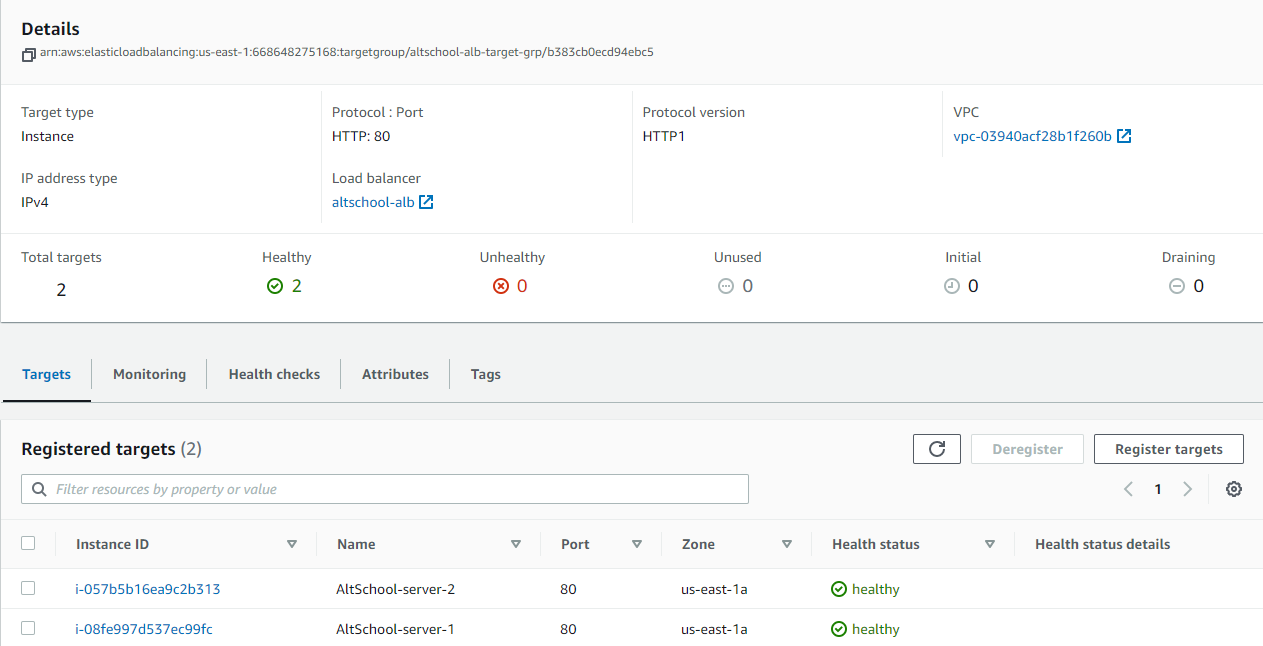 Details
arn:aws:elasticloadbalancing:us-east-1:668648275168:targetgroup/altschool-alb-target-grp/b383cb0ecd94ebc5
Target type
Instance
Protocol : Port
HTTP: 80
Protocol version
HTTP1
VPC
vpc-03940acf28b1f260b
IP address type
IPv4
Load balancer
altschool-alb
Total targets
2
Healthy
2
Unhealthy
0
Unused
0
Initial
0
Draining
0
Targets
Monitoring
Health checks
Attributes
Tags
Registered targets (2)
Deregister
Register targets
Filter resources by property or value
1
Instance ID Name Port Zone Health status Health status details
i-057b5b16ea9c2b313 AltSchool-server-2 80 us-east-1a healthy
i-08fe997d537ec99fc AltSchool-server-1 80 us-east-1a healthy